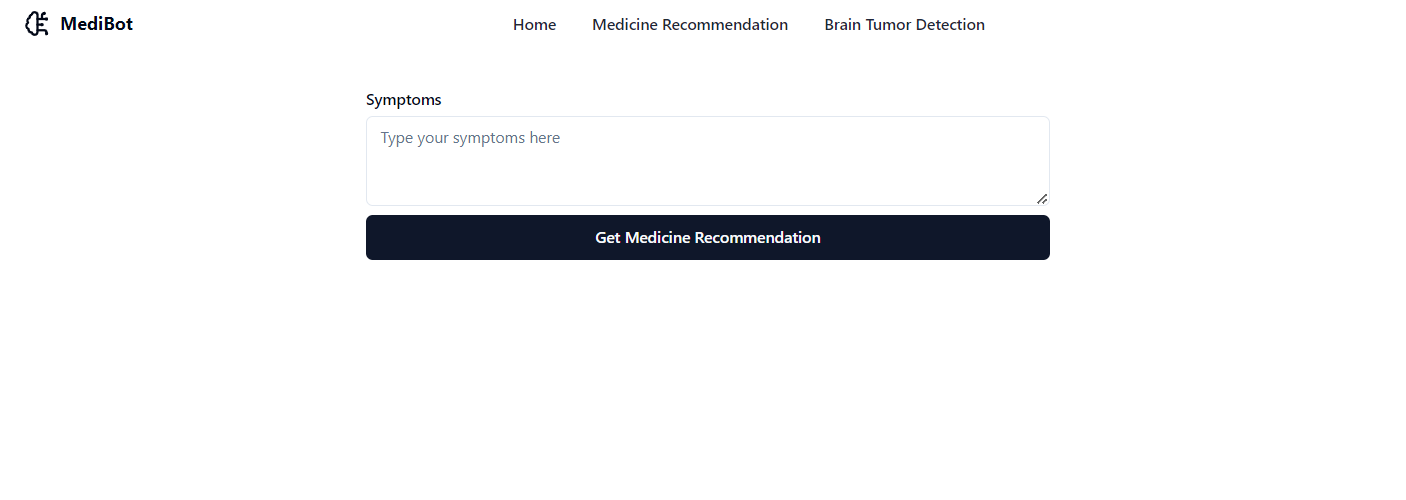 MediBot Home Medicine Recommendation Brain Tumor Detection
Symptoms
Type your symptoms here
Get Medicine Recommendation